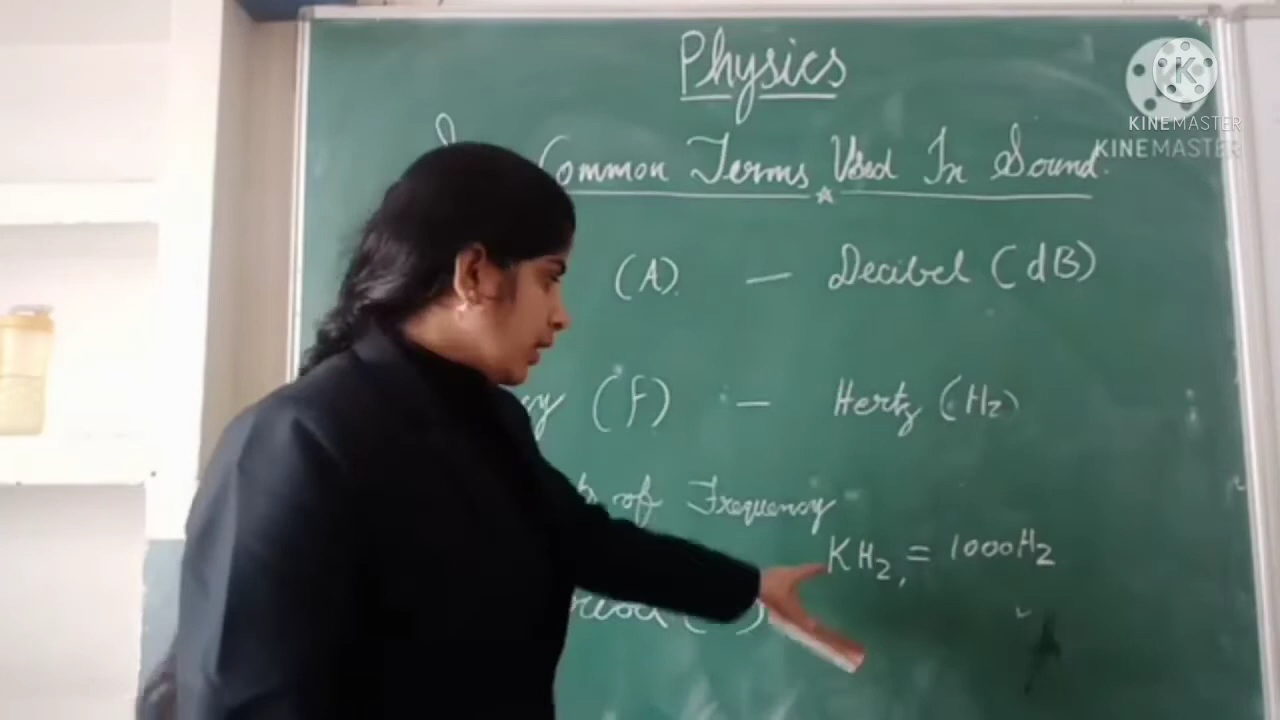 Physics
Common Terms Used In Sound.
(A). — Decibel (dB)
(F) — Hertz (Hz)
of Frequency
KHz, = 1000Hz
K
KINEMASTER
KINEMASTER